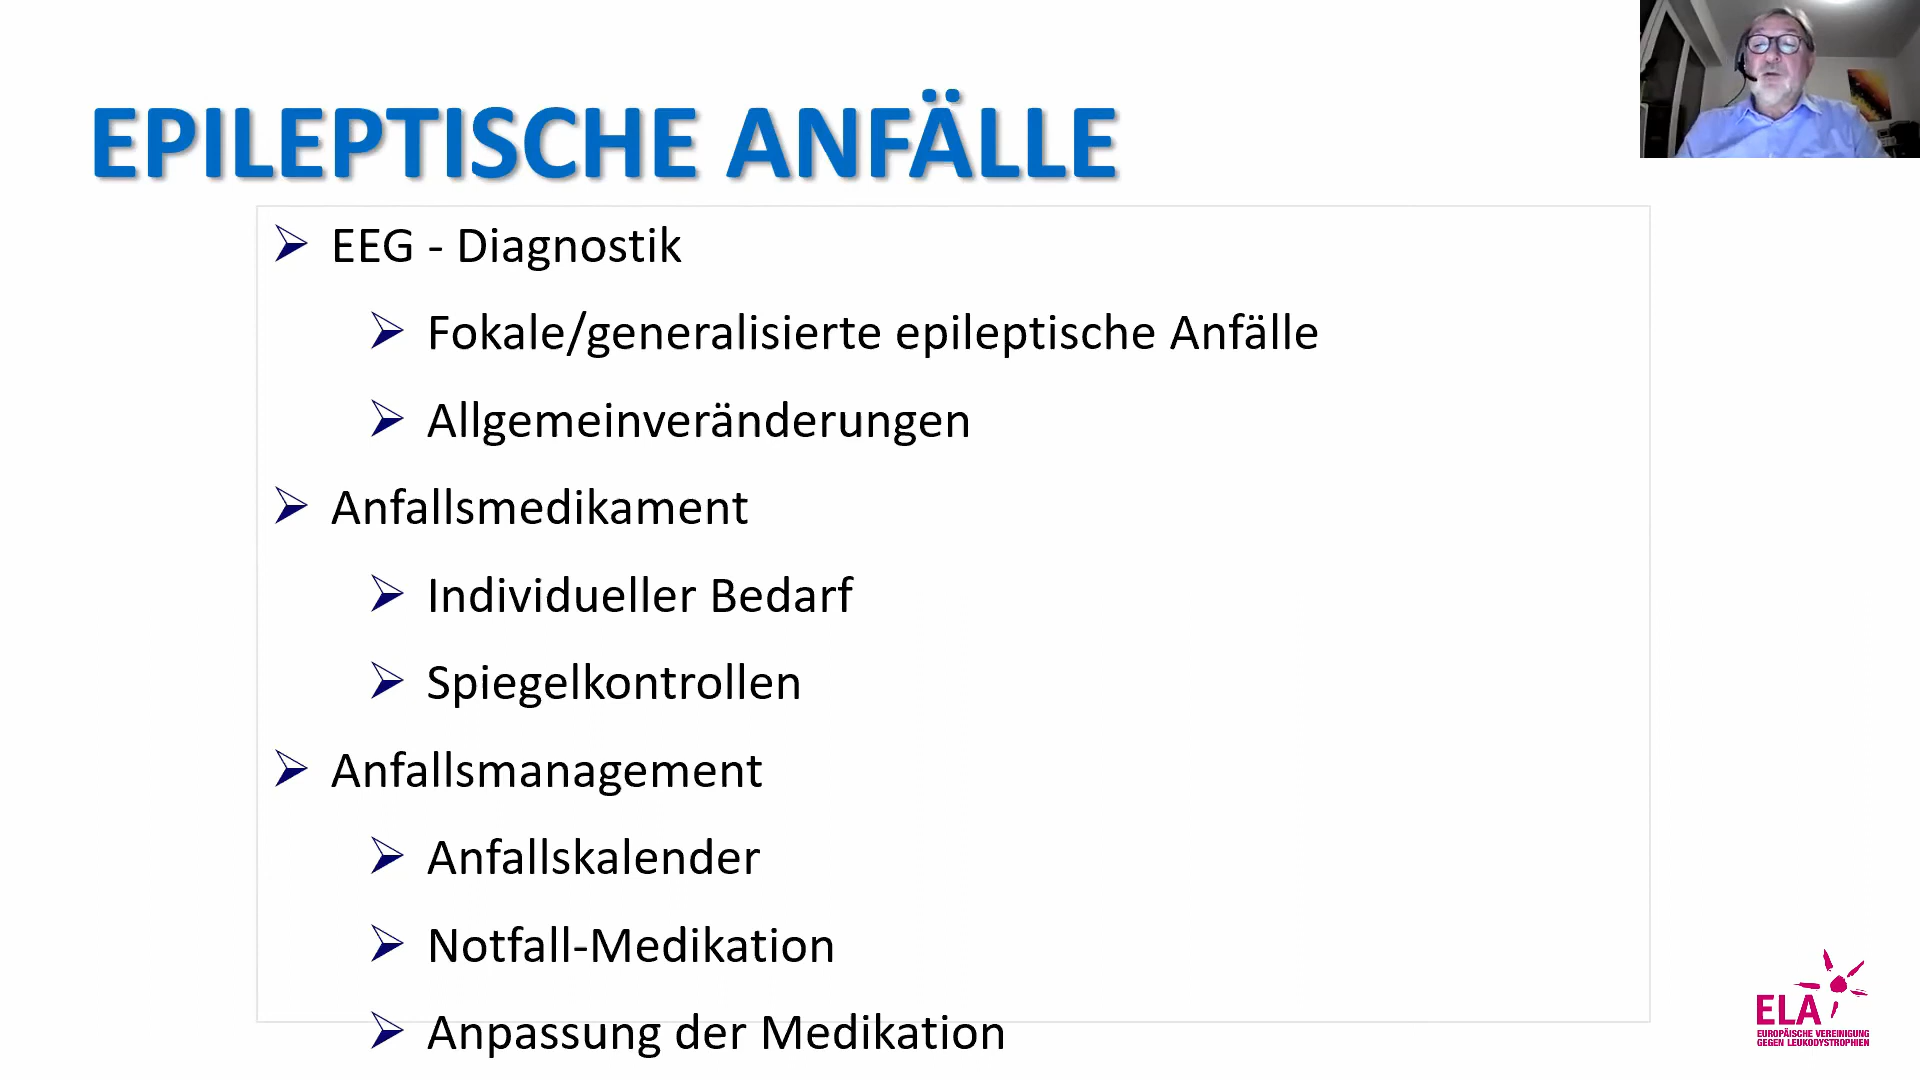 EPILEPTISCHE ANFÄLLE
EEG - Diagnostik
Fokale/generalisierte epileptische Anfälle
Allgemeinveränderungen
Anfallsmedikament
Individueller Bedarf
Spiegelkontrollen
Anfallsmanagement
Anfallskalender
Notfall-Medikation
Anpassung der Medikation
ELA
EUROPÄISCHE VEREINIGUNG
GEGEN LEUKODYSTROPHIEN